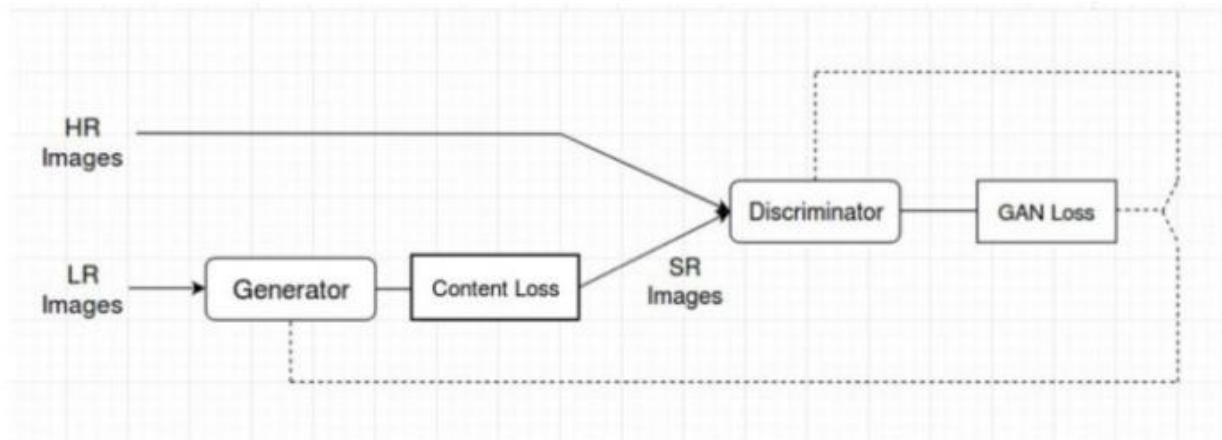 HR
Images
LR
Images
Generator
Content Loss
SR
Images
Discriminator
GAN Loss